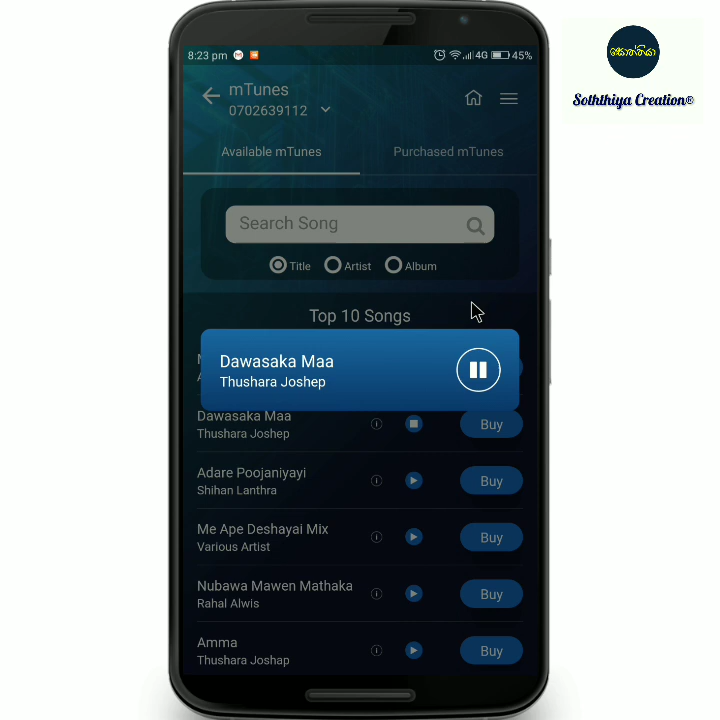 සොත්තියා
Soththiya Creation®
8:23 pm 4G 45%
mTunes
0702639112
Available mTunes Purchased mTunes
Search Song
Title Artist Album
Top 10 Songs
Dawasaka Maa
Thushara Joshep
Dawasaka Maa
Thushara Joshep
Buy
Adare Poojaniyayi
Shihan Lanthra
Buy
Me Ape Deshayai Mix
Various Artist
Buy
Nubawa Mawen Mathaka
Rahal Alwis
Buy
Amma
Thushara Joshap
Buy